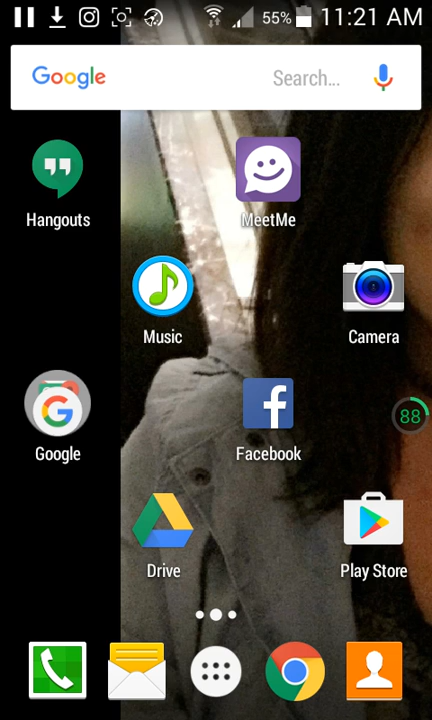 55% 11:21 AM
Google Search...
Hangouts MeetMe
Music Camera
Google Facebook
88
Drive Play Store